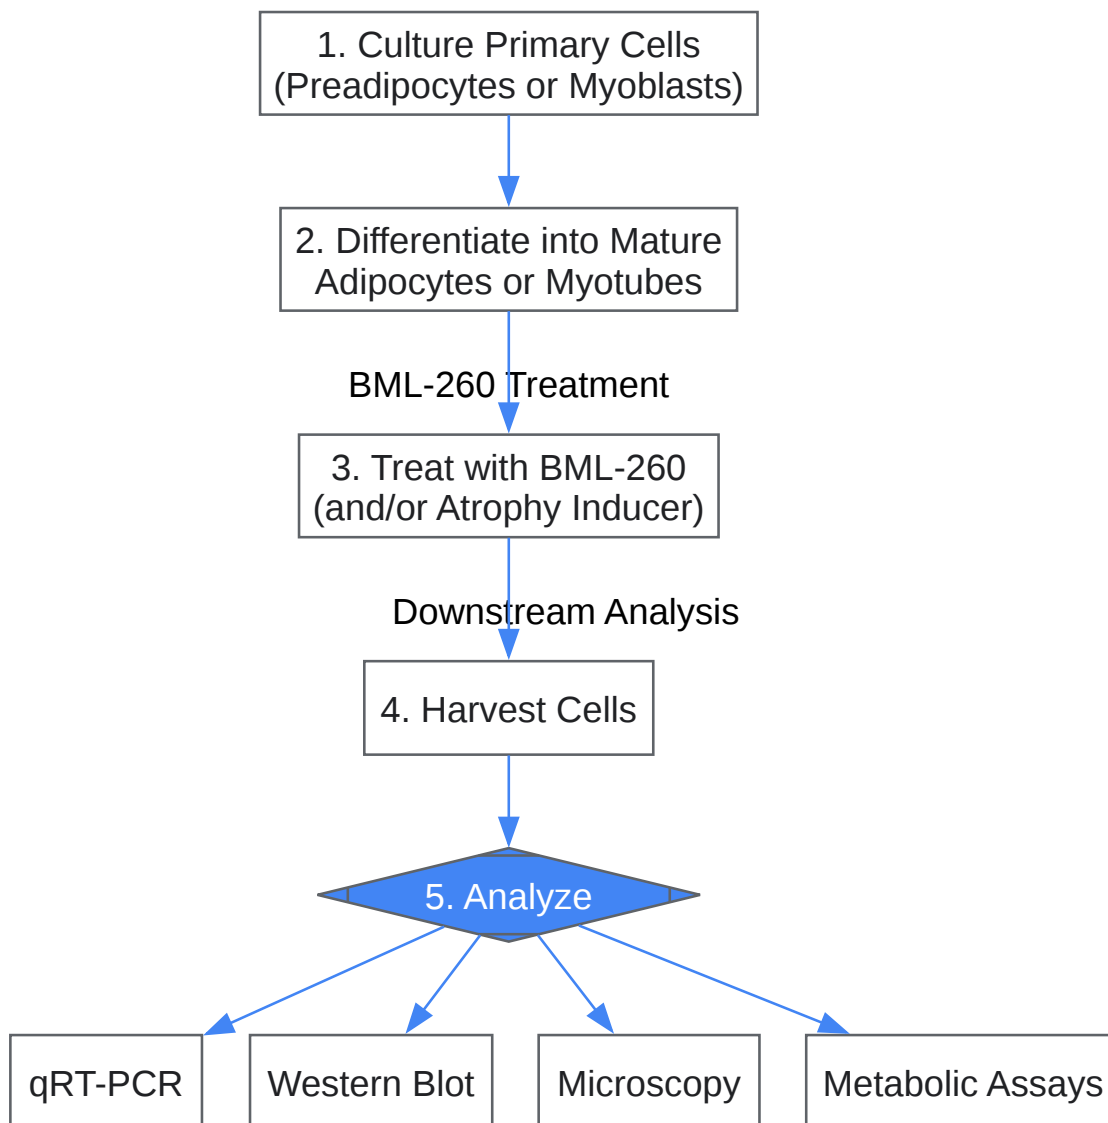 1. Culture Primary Cells
(Preadipocytes or Myoblasts)
2. Differentiate into Mature
Adipocytes or Myotubes
BML-260 Treatment
3. Treat with BML-260
(and/or Atrophy Inducer)
Downstream Analysis
4. Harvest Cells
5. Analyze
qRT-PCR
Western Blot
Microscopy
Metabolic Assays